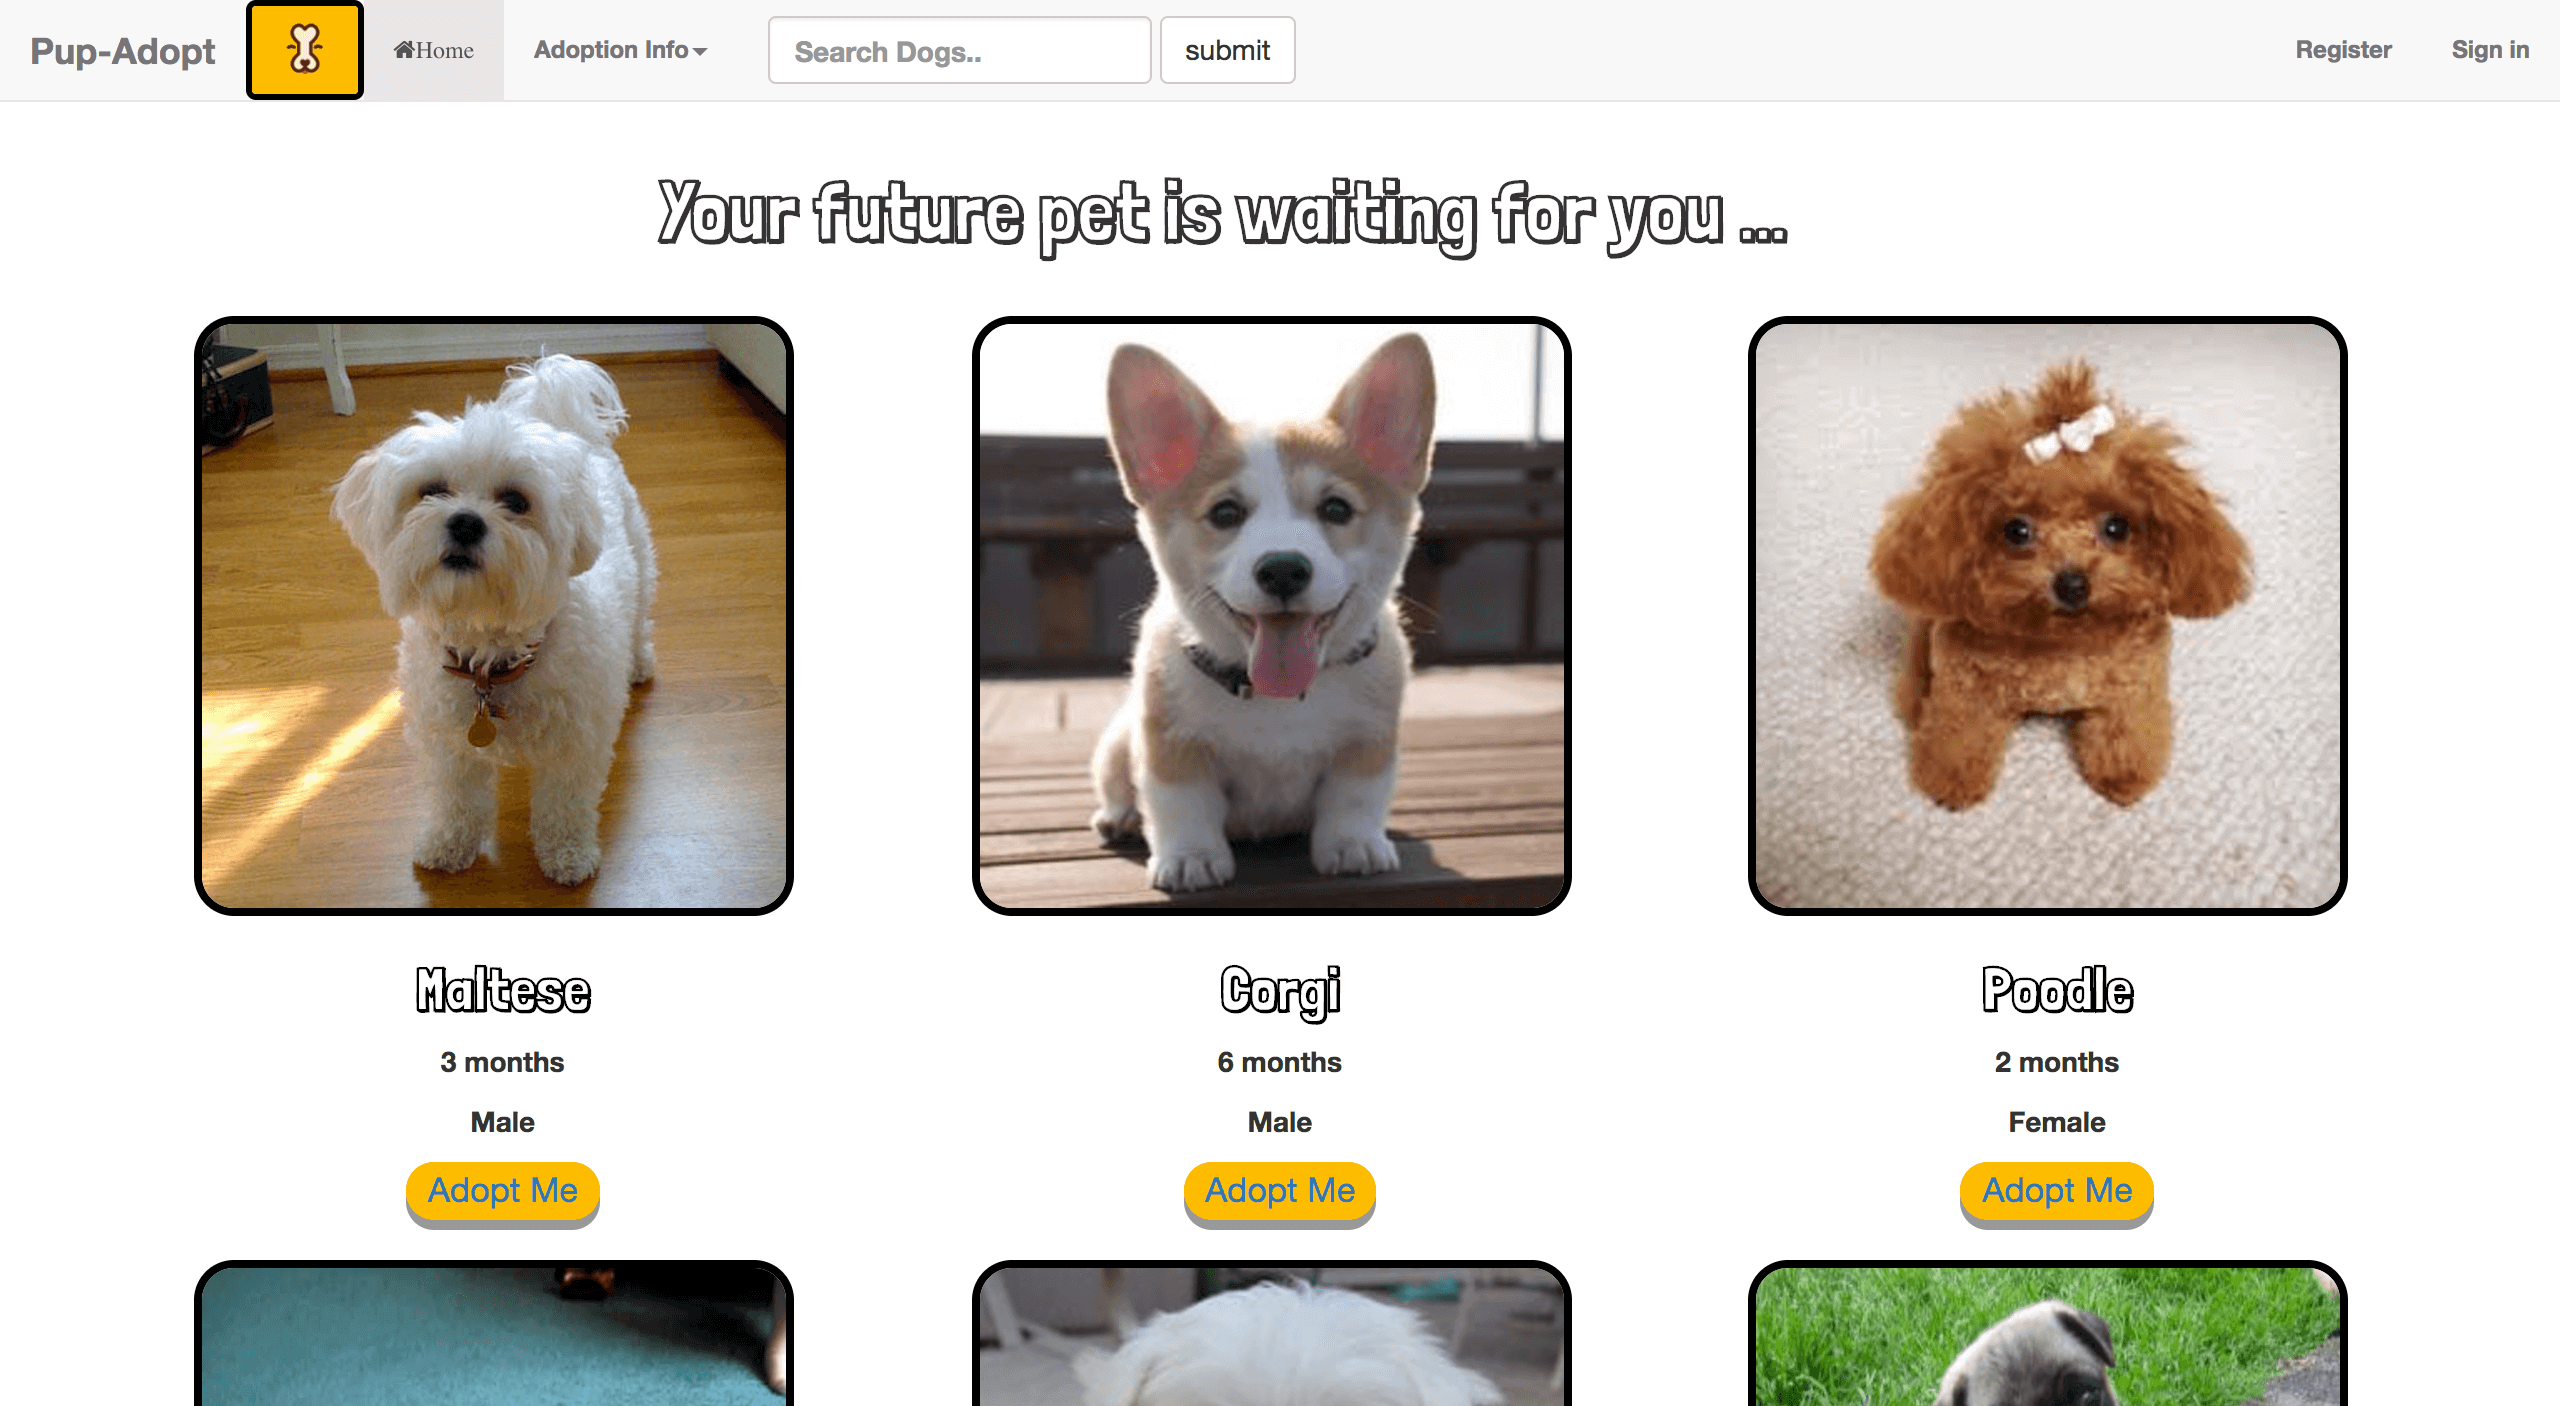 Pup-Adopt Home Adoption Info Search Dogs.. submit Register Sign in
Your future pet is waiting for you ...
Maltese Corgi Poodle
3 months 6 months 2 months
Male Male Female
Adopt Me Adopt Me Adopt Me